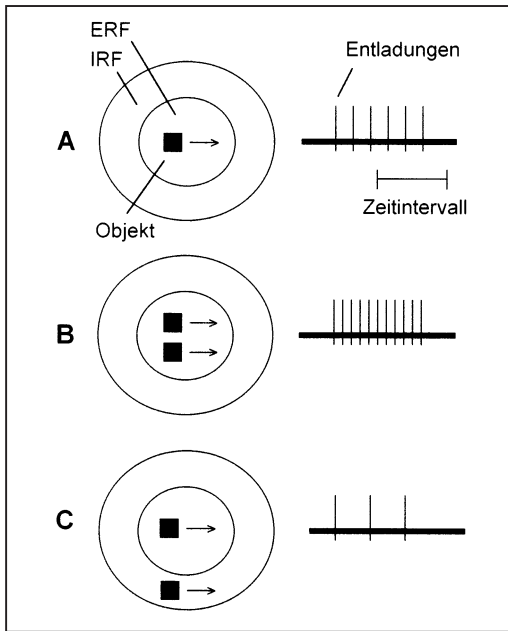 ERF
IRF
Entladungen
A
Zeitintervall
Objekt
B
C